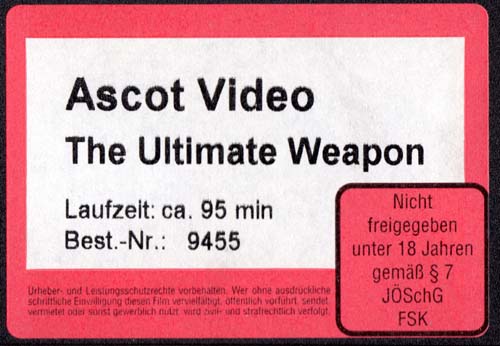 Ascot Video
The Ultimate Weapon
Laufzeit: ca. 95 min
Best.-Nr.: 9455
Nicht
freigegeben
unter 18 Jahren
gemäß § 7
JÖSchG
FSK
Urheber- und Leistungsschutzrechte vorbehalten. Wer ohne ausdrückliche
schriftliche Einwilligung diesen Film vervielfältigt, öffentlich vorführt, sendet,
vermietet oder sonst gewerblich nutzt, wird zivil- und strafrechtlich verfolgt.